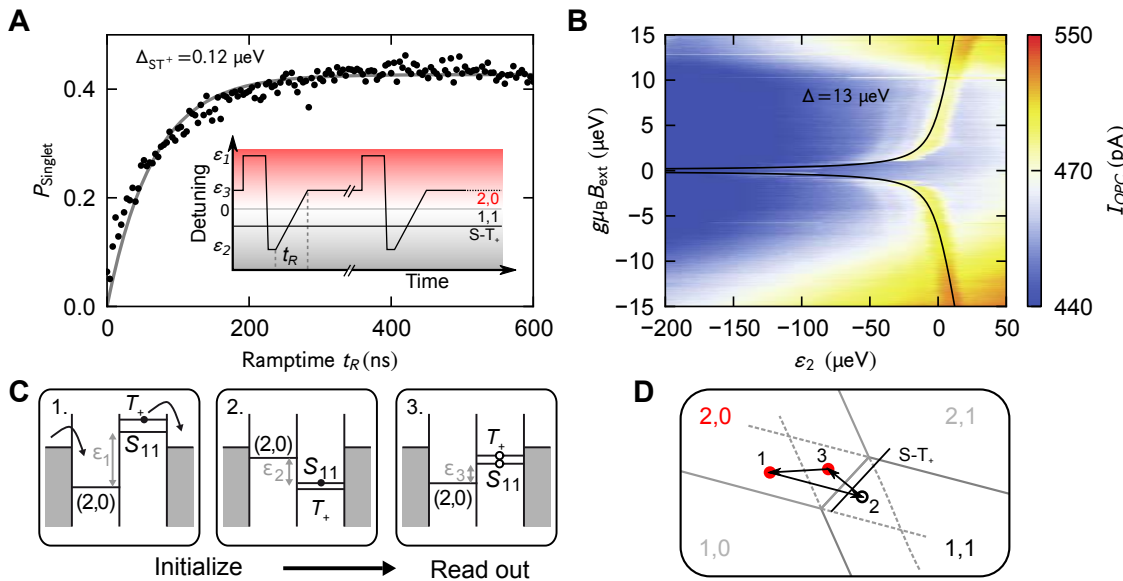 A
Δ_ST⁺ = 0.12 µeV
P_Singlet
0.4
0.2
0.0
0 200 400 600
Ramptime t_R (ns)
Detuning
ε₁
ε₃
0
ε₂
t_R
2,0
1,1
S-T₊
Time
B
Δ = 13 µeV
gµ_B B_ext (µeV)
15
10
5
0
−5
−10
−15
−200 −150 −100 −50 0 50
ε₂ (µeV)
550
470
440
I_QPC (pA)
C
1.
T₊
S₁₁
ε₁
(2,0)
2.
(2,0)
ε₂
S₁₁
T₊
3.
T₊
ε₃
S₁₁
(2,0)
Initialize
Read out
D
2,0
2,1
S-T₊
1
3
2
1,0
1,1